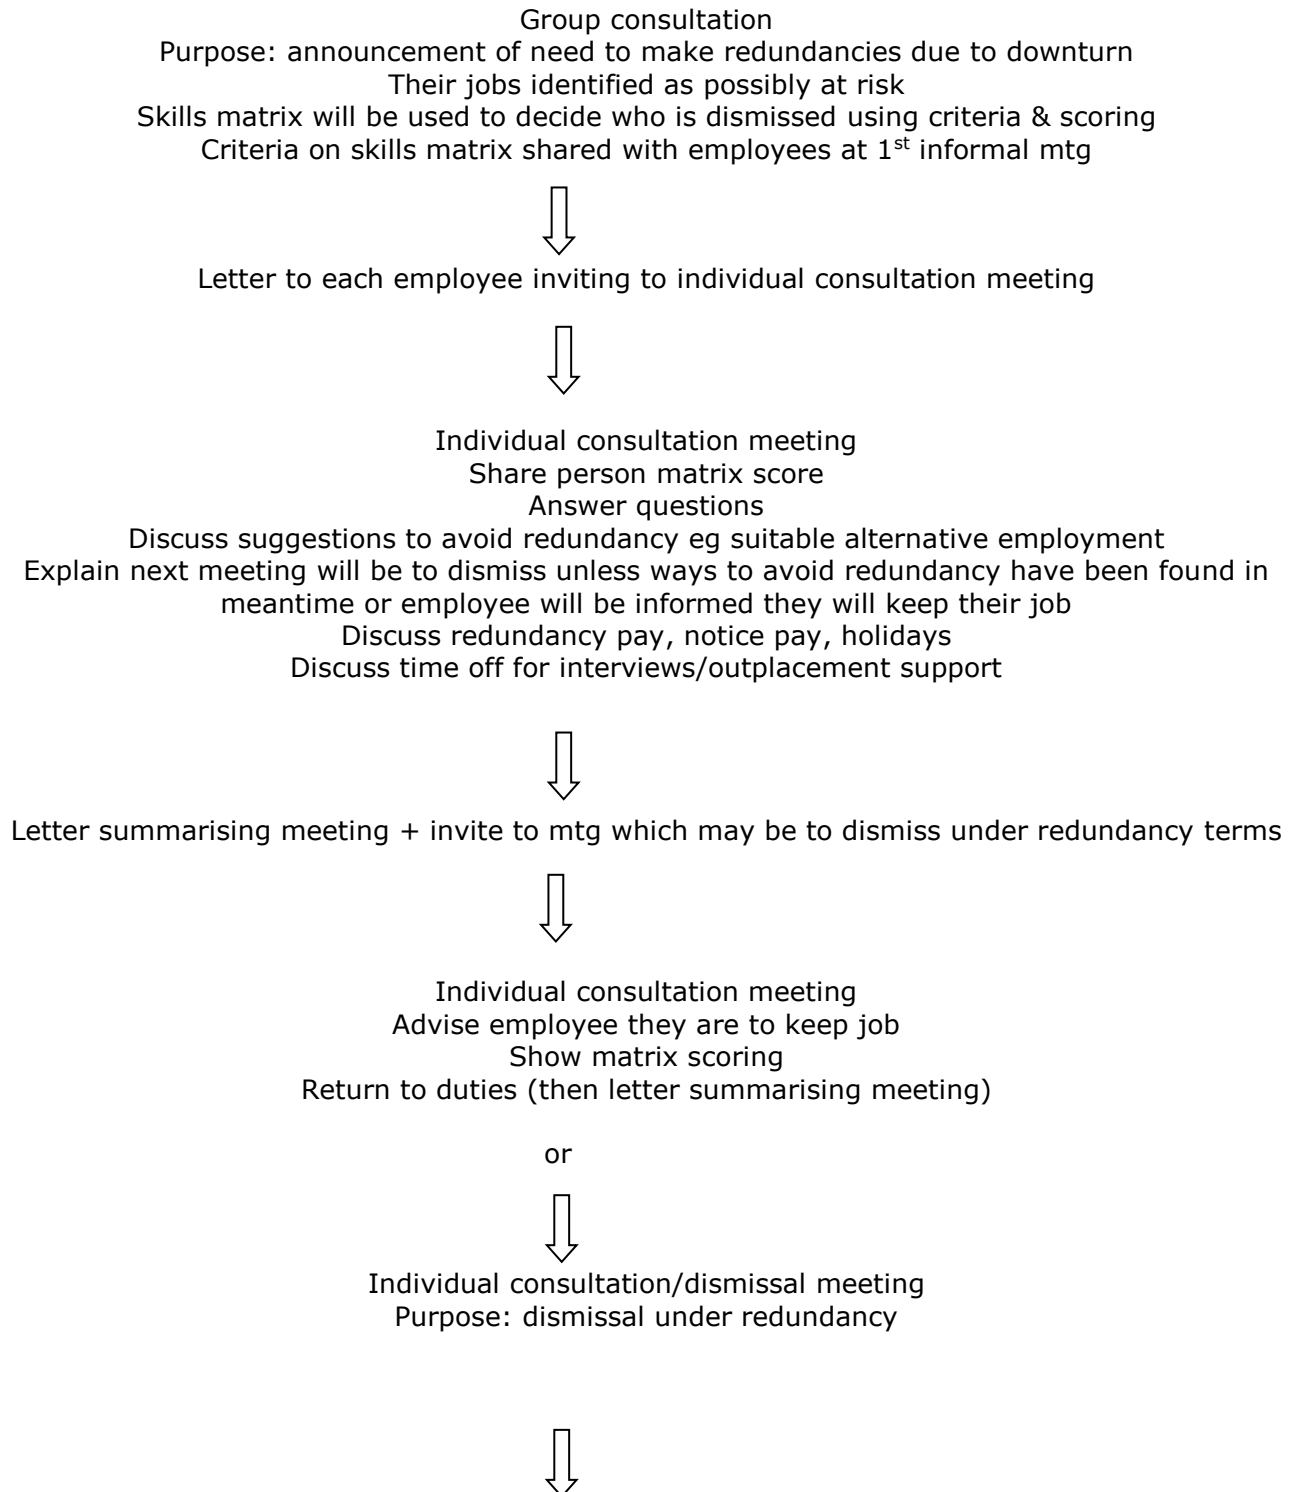 Group consultation
Purpose: announcement of need to make redundancies due to downturn
Their jobs identified as possibly at risk
Skills matrix will be used to decide who is dismissed using criteria & scoring
Criteria on skills matrix shared with employees at 1st informal mtg
Letter to each employee inviting to individual consultation meeting
Individual consultation meeting
Share person matrix score
Answer questions
Discuss suggestions to avoid redundancy eg suitable alternative employment
Explain next meeting will be to dismiss unless ways to avoid redundancy have been found in
meantime or employee will be informed they will keep their job
Discuss redundancy pay, notice pay, holidays
Discuss time off for interviews/outplacement support
Letter summarising meeting + invite to mtg which may be to dismiss under redundancy terms
Individual consultation meeting
Advise employee they are to keep job
Show matrix scoring
Return to duties (then letter summarising meeting)
or
Individual consultation/dismissal meeting
Purpose: dismissal under redundancy